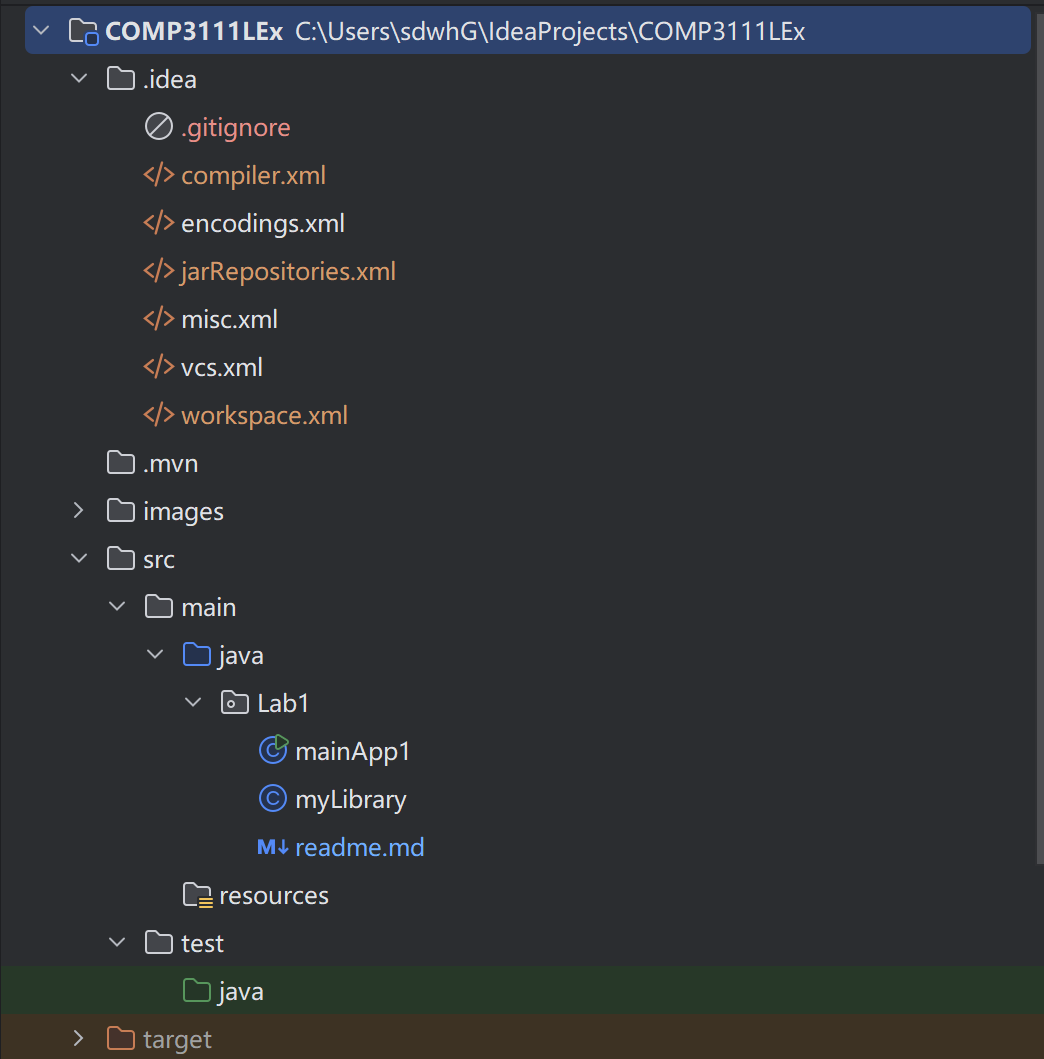 COMP3111LEx C:\Users\sdwhG\IdeaProjects\COMP3111LEx
.idea
.gitignore
</> compiler.xml
</> encodings.xml
</> jarRepositories.xml
</> misc.xml
</> vcs.xml
</> workspace.xml
.mvn
images
src
main
java
Lab1
C mainApp1
C myLibrary
M↓ readme.md
resources
test
java
target